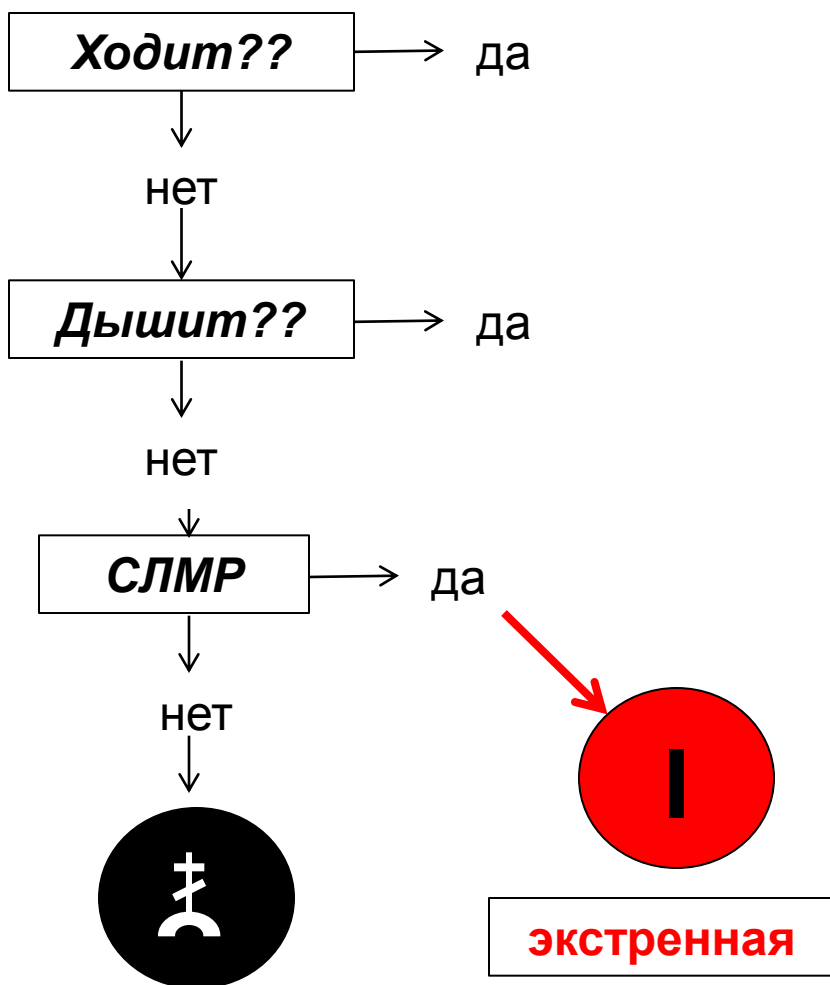 Ходит?? да
нет
Дышит?? да
нет
СЛМР да
нет
I
экстренная